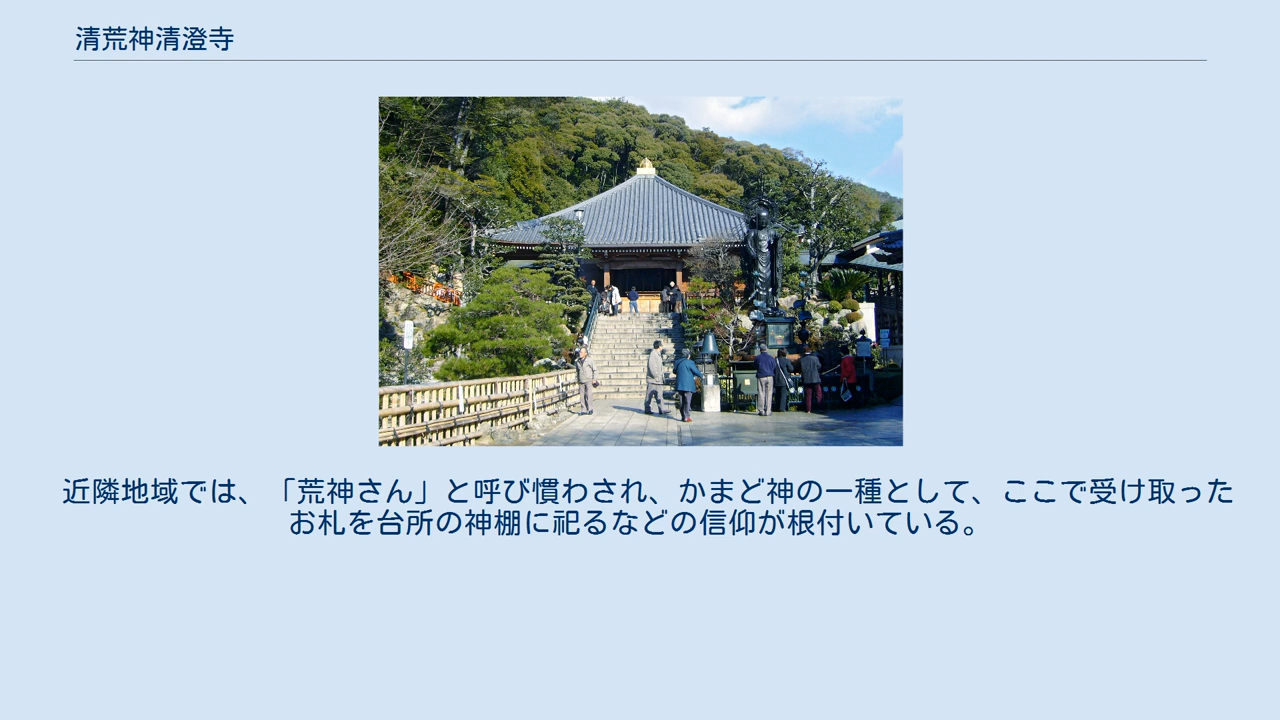 清荒神清澄寺
近隣地域では、「荒神さん」と呼び慣わされ、かまど神の一種として、ここで受け取った
お札を台所の神棚に祀るなどの信仰が根付いている。